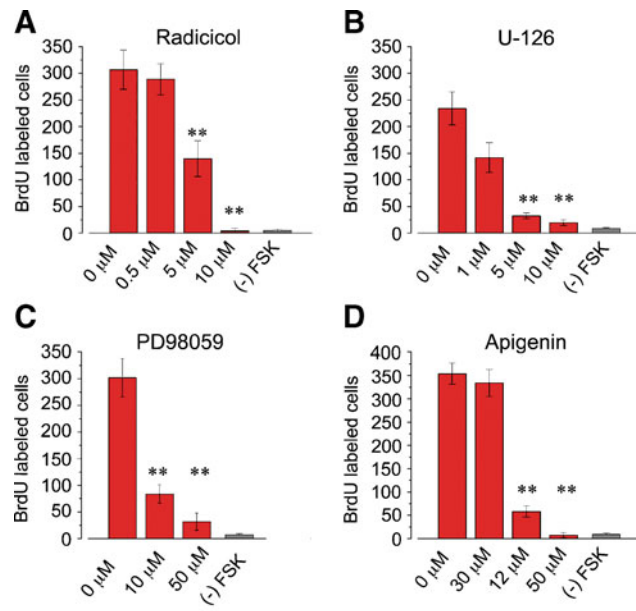 A
Radicicol
BrdU labeled cells
350
300
250
200
150
100
50
0
**
**
0 µM
0.5 µM
5 µM
10 µM
(-) FSK
B
U-126
BrdU labeled cells
350
300
250
200
150
100
50
0
**
**
0 µM
1 µM
5 µM
10 µM
(-) FSK
C
PD98059
BrdU labeled cells
350
300
250
200
150
100
50
0
**
**
0 µM
10 µM
50 µM
(-) FSK
D
Apigenin
BrdU labeled cells
400
350
300
250
200
150
100
50
0
**
**
0 µM
30 µM
12 µM
50 µM
(-) FSK